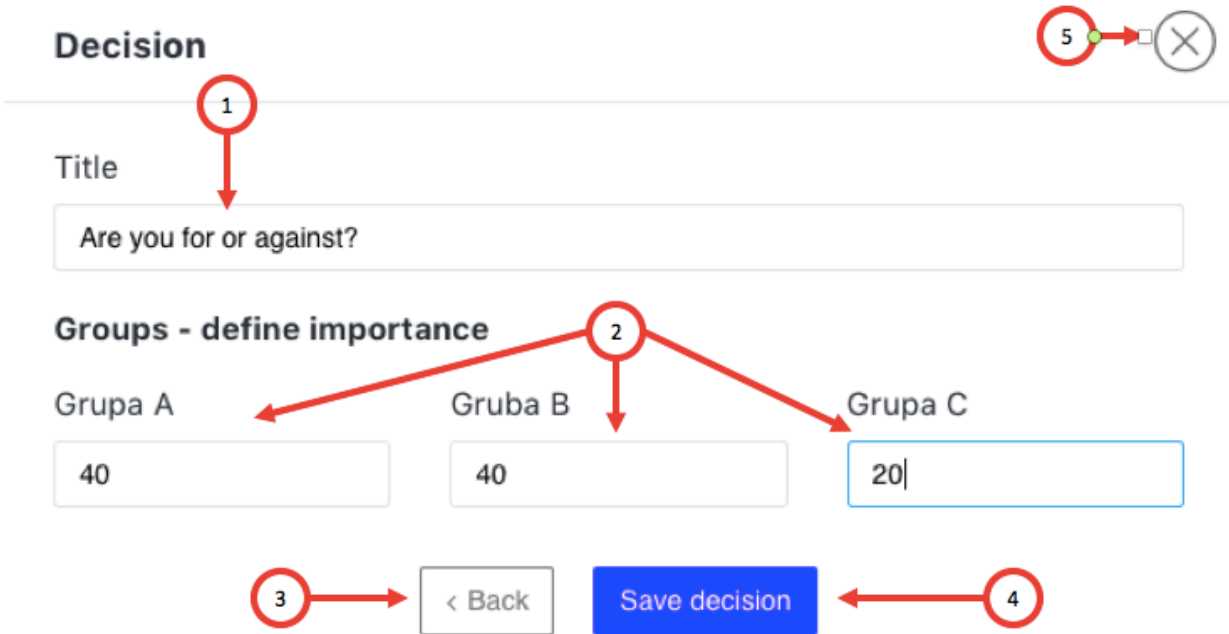 Decision
5
1
Title
Are you for or against?
Groups - define importance
2
Grupa A
Gruba B
Grupa C
40
40
20
3
< Back
Save decision
4